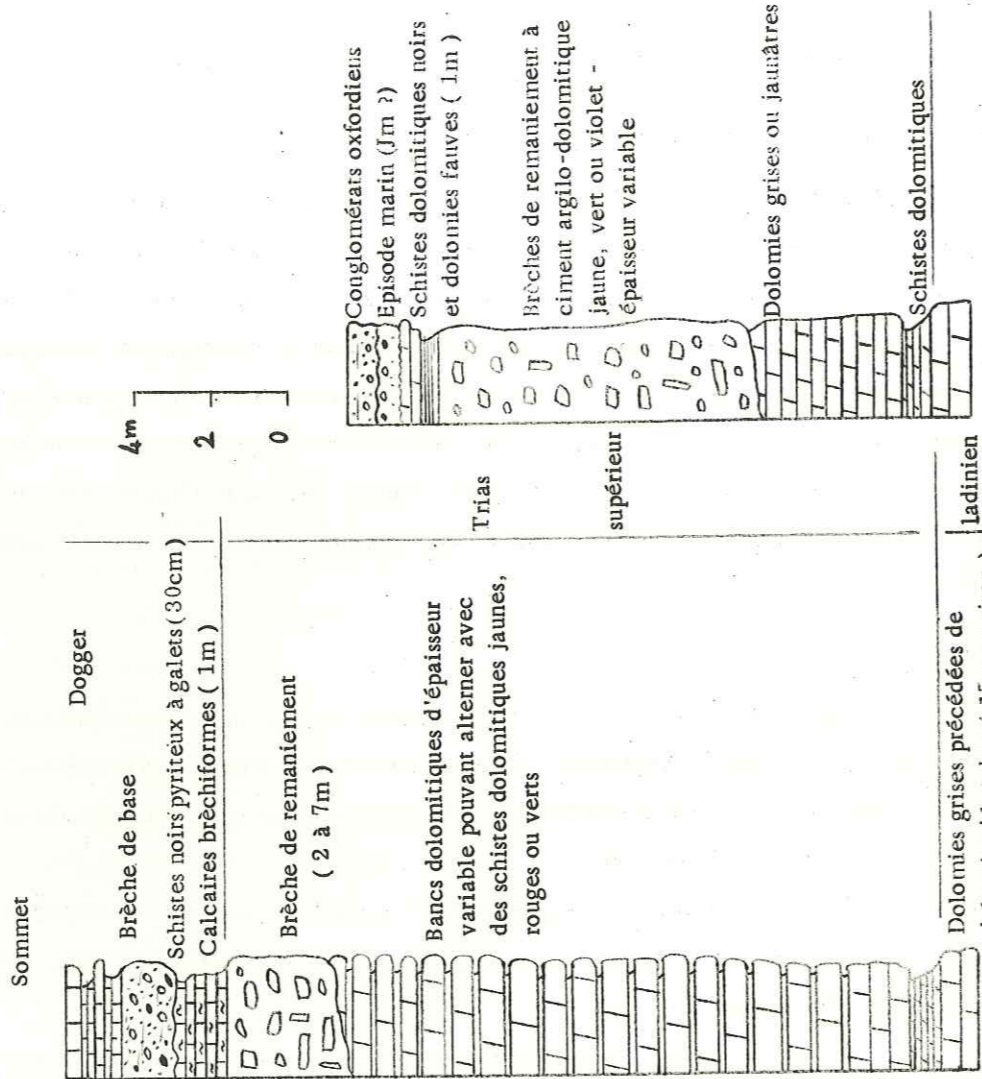 Sommet
Dogger
Brèche de base
Schistes noirs pyriteux à galets ( 30cm )
Calcaires brèchiformes ( 1m )
Brèche de remaniement
( 2 à 7m )
Bancs dolomitiques d'épaisseur
variable pouvant alterner avec
des schistes dolomitiques jaunes,
rouges ou verts
Dolomies grises précédées de
Trias
supérieur
ladinien
4m
2
0
Conglomérats oxfordiens
Episode marin (Jm ?)
Schistes dolomitiques noirs
et dolomies fauves ( 1m )
Brèches de remaniement à
ciment argilo-dolomitique
jaune, vert ou violet -
épaisseur variable
Dolomies grises ou jaunâtres
Schistes dolomitiques